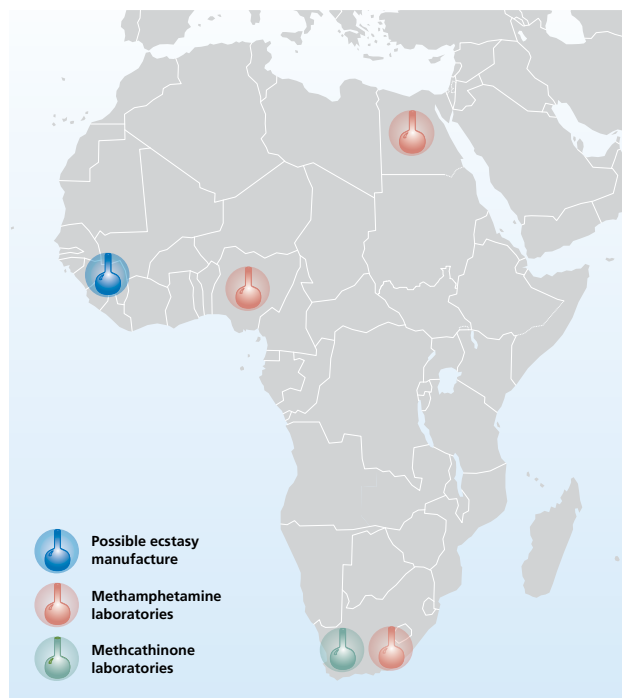 Possible ecstasy
manufacture
Methamphetamine
laboratories
Methcathinone
laboratories